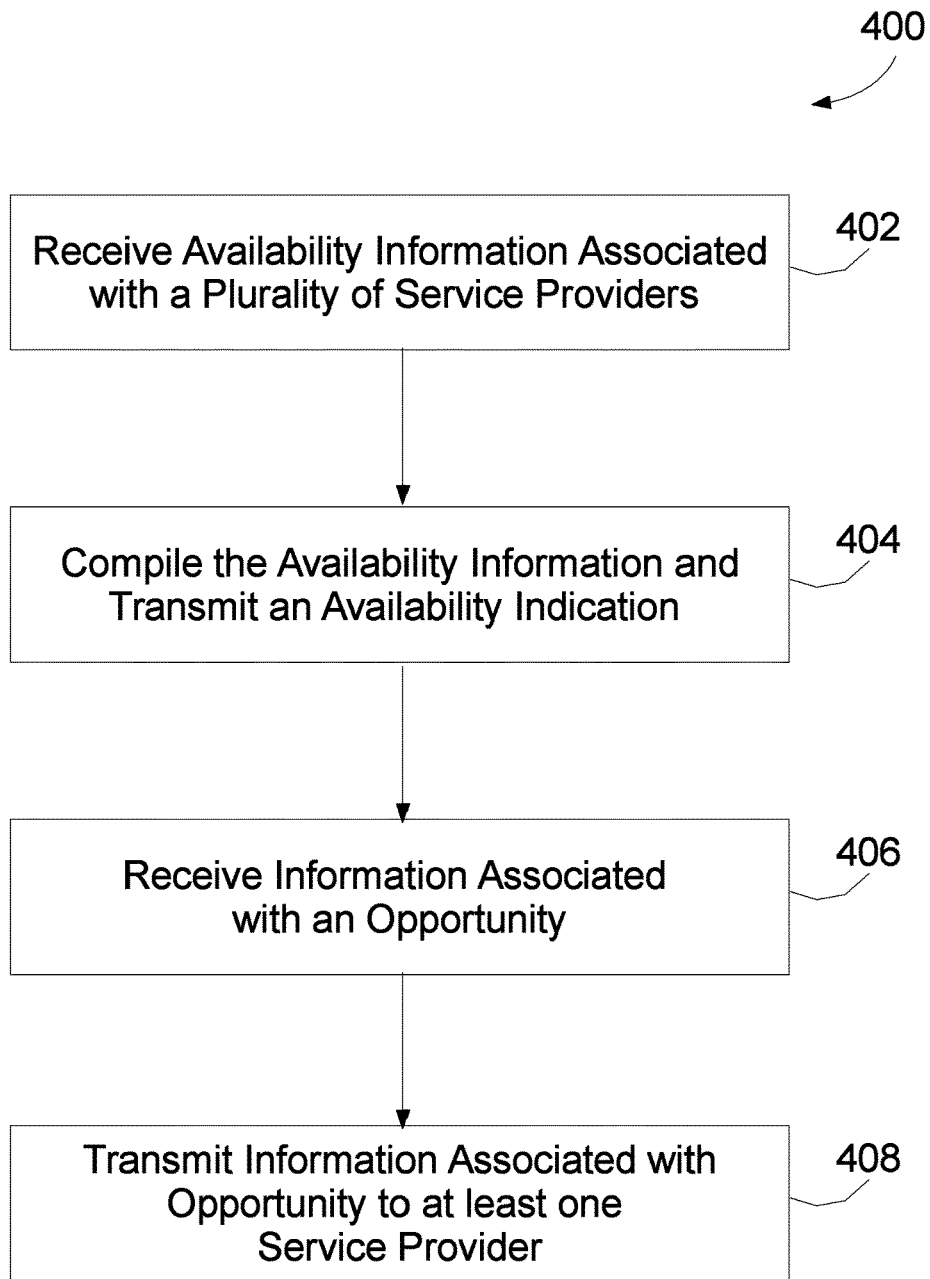 400
Receive Availability Information Associated
with a Plurality of Service Providers
402
Compile the Availability Information and
Transmit an Availability Indication
404
Receive Information Associated
with an Opportunity
406
Transmit Information Associated with
Opportunity to at least one
Service Provider
408